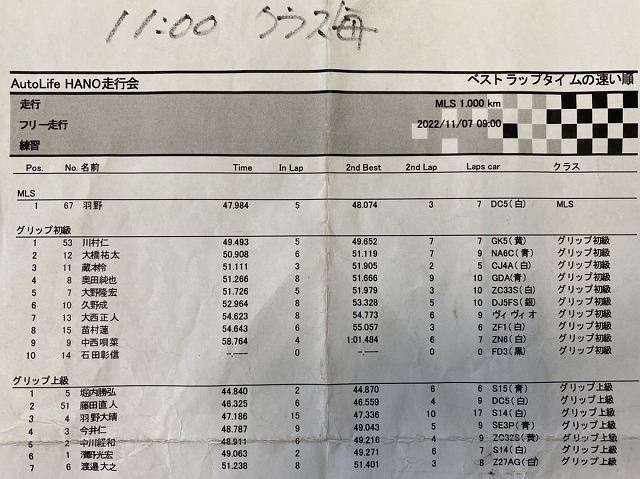 11:00 クラス毎
AutoLife HANO走行会 ベストラップタイムの速い順
走行 MLS 1.000 km
フリー走行 2022/11/07 09:00
練習
Pos. No. 名前 Time In Lap 2nd Best 2nd Lap Laps car クラス
MLS
1 67 羽野 47.984 5 48.074 3 7 DC5(白) MLS
グリップ初級
1 53 川村仁 49.493 5 49.652 7 7 GK5(黄) グリップ初級
2 12 大橋祐太 50.908 6 51.119 7 9 NA6C(青) グリップ初級
3 11 蔵本怜 51.111 3 51.905 2 5 CJ4A(白) グリップ初級
4 8 奥田純也 51.266 8 51.666 9 10 GDA(青) グリップ初級
5 7 大野隆宏 51.726 5 51.979 3 10 ZC33S(白) グリップ初級
6 10 久野成 52.964 8 53.328 5 10 DJ5FS(銀) グリップ初級
7 13 大西正人 54.623 8 54.773 6 9 ヴィヴィオ グリップ初級
8 15 苗村蓮 54.643 6 55.057 3 6 ZF1(白) グリップ初級
9 9 中西唄菜 58.764 4 1:01.484 6 7 ZN6(白) グリップ初級
10 14 石田彰信 -.---- 0 -.---- 0 0 FD3(黒) グリップ初級
グリップ上級
1 5 堀内勝弘 44.840 2 44.870 6 6 S15(青) グリップ上級
2 51 藤田直人 46.325 6 46.559 4 9 DC5(白) グリップ上級
3 4 羽野大晴 47.186 15 47.336 10 17 S14(白) グリップ上級
4 3 今井仁 48.787 9 49.043 5 9 SE3P(青) グリップ上級
5 2 中川経和 48.911 6 49.216 4 9 ZC32S(黄) グリップ上級
6 1 濱野光宏 49.063 2 49.271 6 7 S14(白) グリップ上級
7 6 渡邉大之 51.238 8 51.401 3 8 Z27AG(白) グリップ上級